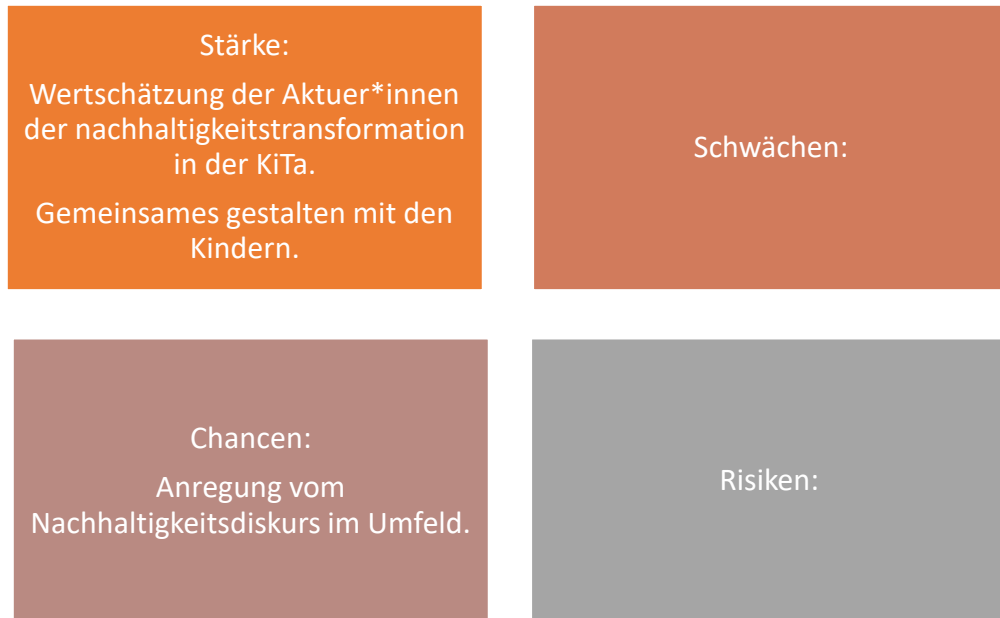 Stärke:
Wertschätzung der Aktuer*innen
der nachhaltigkeitstransformation
in der KiTa.
Gemeinsames gestalten mit den
Kindern.
Schwächen:
Chancen:
Anregung vom
Nachhaltigkeitsdiskurs im Umfeld.
Risiken: